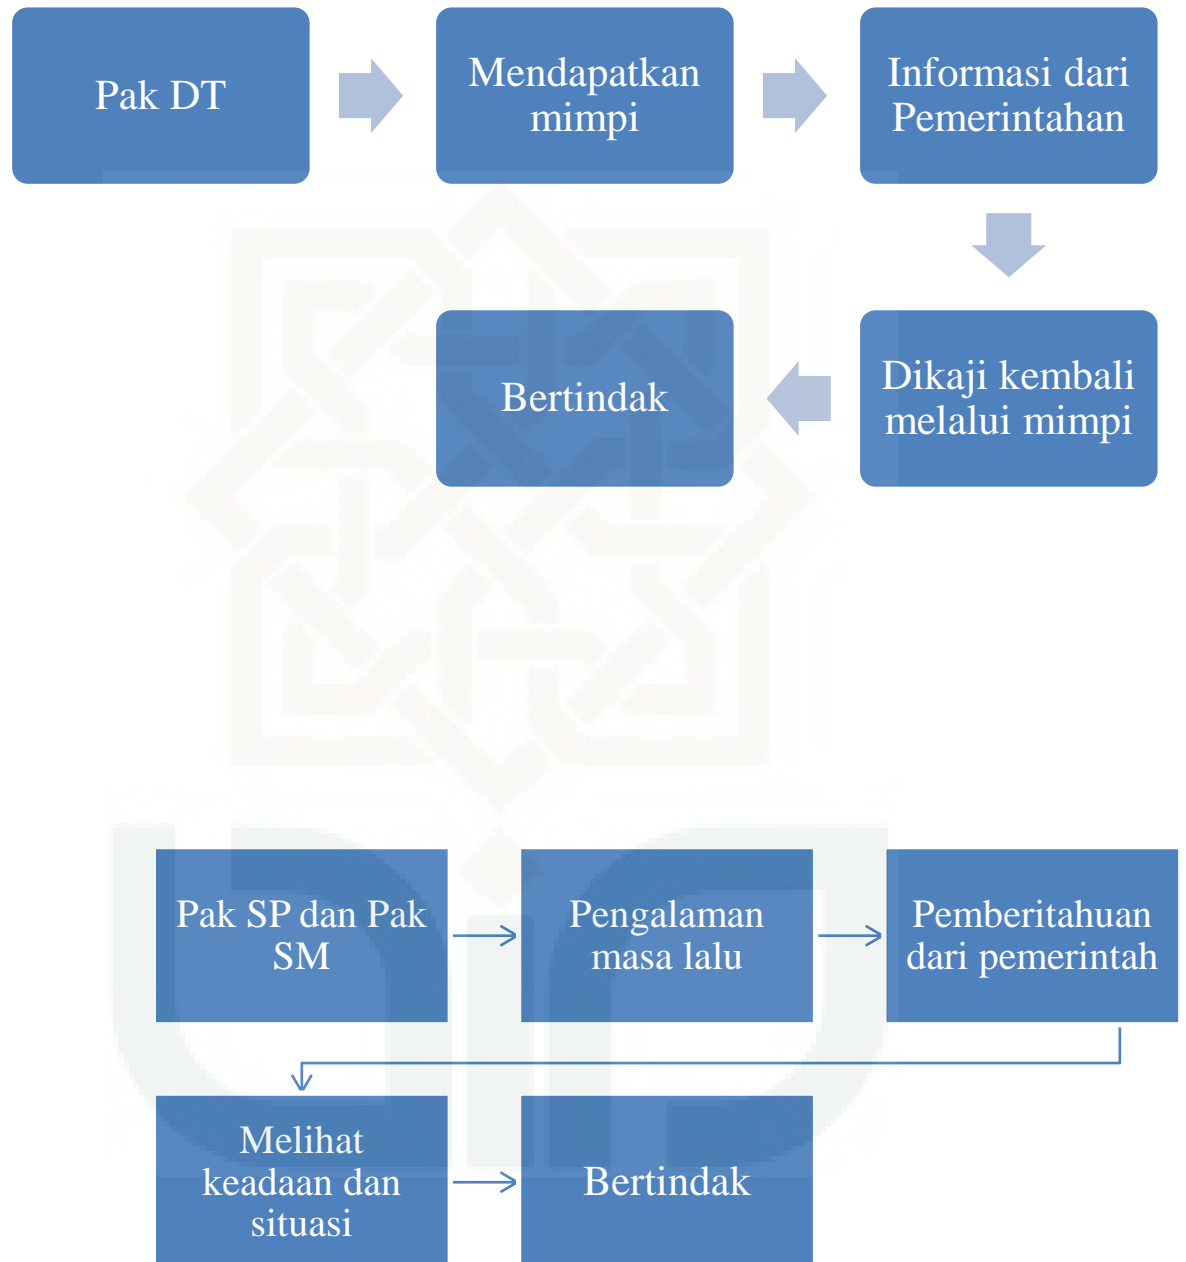 Pak DT
Mendapatkan
mimpi
Informasi dari
Pemerintahan
Dikaji kembali
melalui mimpi
Bertindak
Pak SP dan Pak
SM
Pengalaman
masa lalu
Pemberitahuan
dari pemerintah
Melihat
keadaan dan
situasi
Bertindak